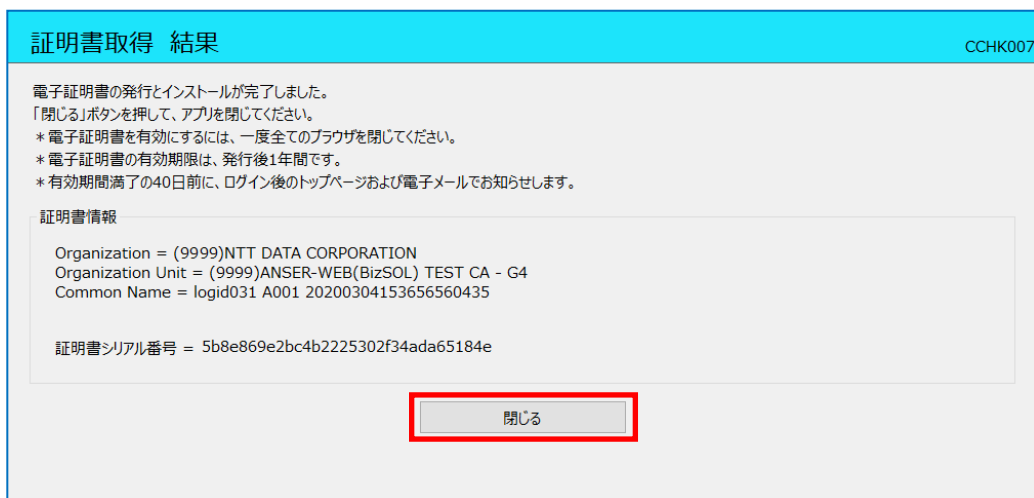 証明書取得 結果
CCHK007
電子証明書の発行とインストールが完了しました。
「閉じる」ボタンを押して、アプリを閉じてください。
＊電子証明書を有効にするには、一度全てのブラウザを閉じてください。
＊電子証明書の有効期限は、発行後1年間です。
＊有効期間満了の40日前に、ログイン後のトップページおよび電子メールでお知らせします。
証明書情報
Organization = (9999)NTT DATA CORPORATION
Organization Unit = (9999)ANSER-WEB(BizSOL) TEST CA - G4
Common Name = logid031 A001 20200304153656560435
証明書シリアル番号 = 5b8e869e2bc4b2225302f34ada65184e
閉じる